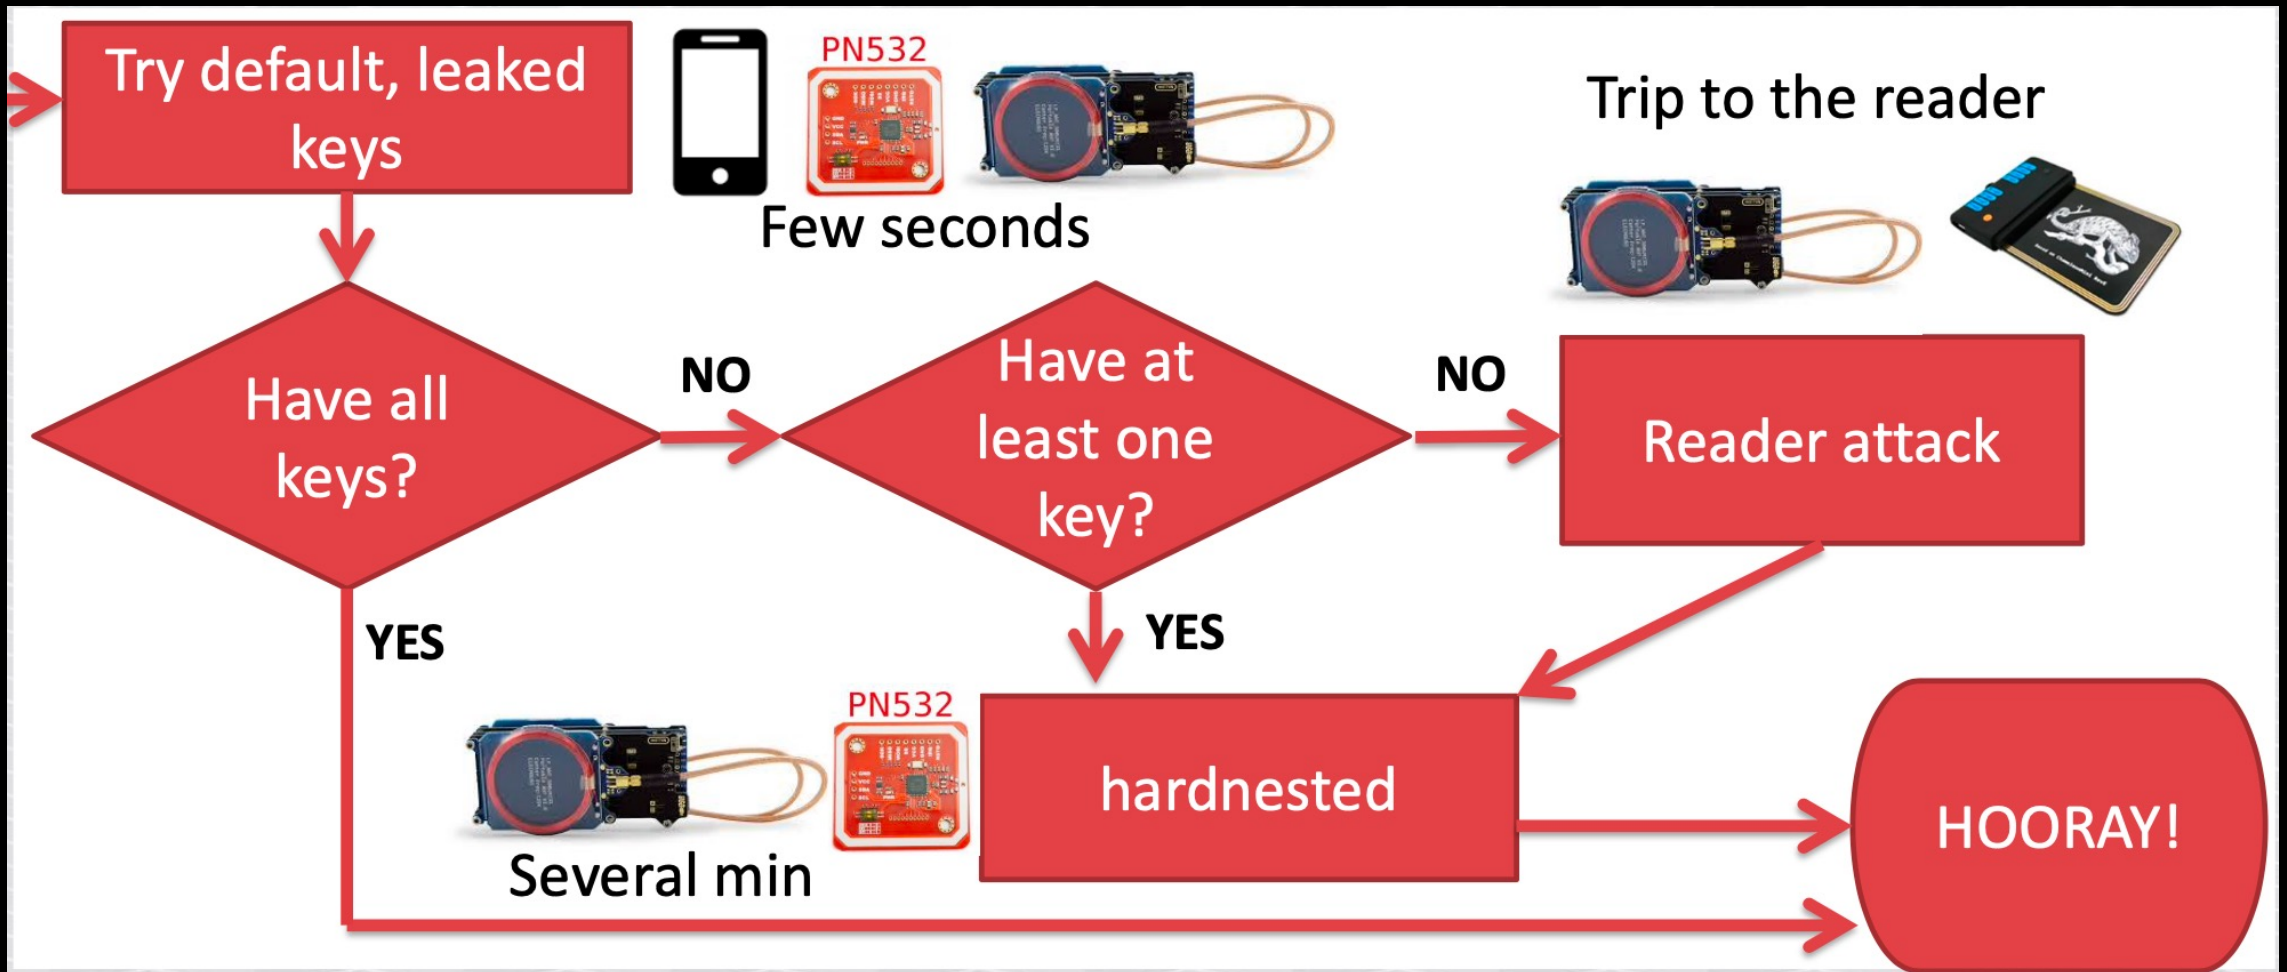 Try default, leaked
keys
PN532
Few seconds
Trip to the reader
Have all
keys?
NO
Have at
least one
key?
NO
Reader attack
YES
YES
PN532
Several min
hardnested
HOORAY!